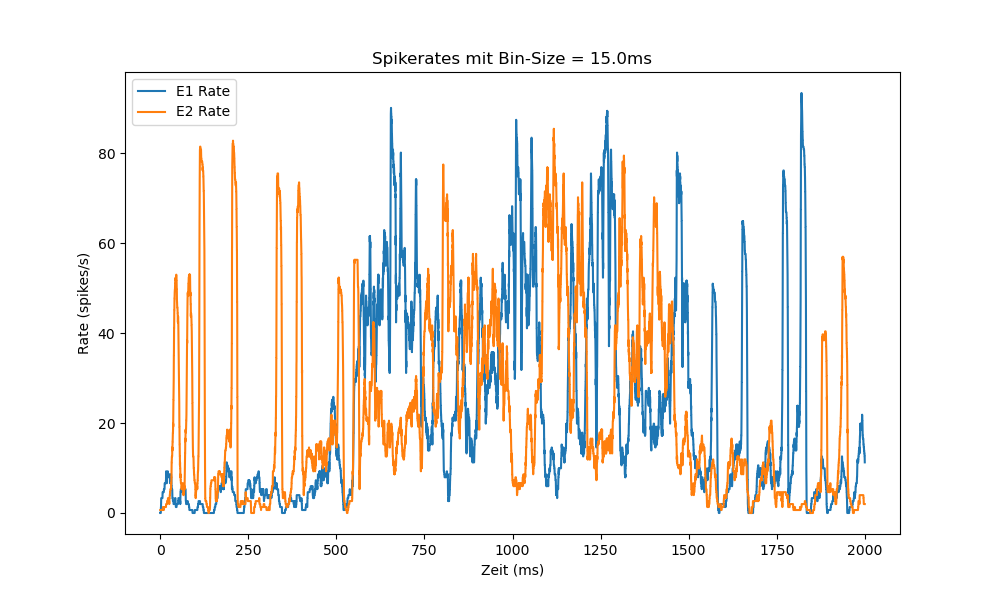 Spikerates mit Bin-Size = 15.0ms
E1 Rate
E2 Rate
Rate (spikes/s)
80
60
40
20
0
0 250 500 750 1000 1250 1500 1750 2000
Zeit (ms)